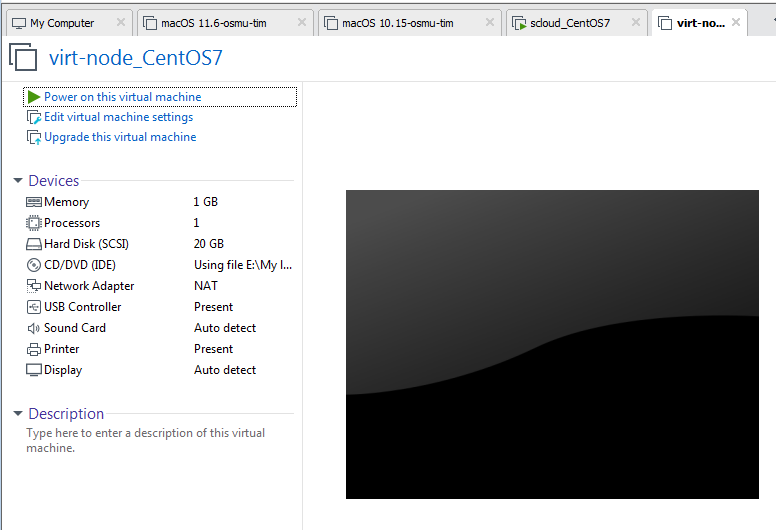 My Computer
macOS 11.6-osmu-tim
macOS 10.15-osmu-tim
scloud_CentOS7
virt-no...
virt-node_CentOS7
Power on this virtual machine
Edit virtual machine settings
Upgrade this virtual machine
Devices
Memory 1 GB
Processors 1
Hard Disk (SCSI) 20 GB
CD/DVD (IDE) Using file E:\My I...
Network Adapter NAT
USB Controller Present
Sound Card Auto detect
Printer Present
Display Auto detect
Description
Type here to enter a description of this virtual
machine.